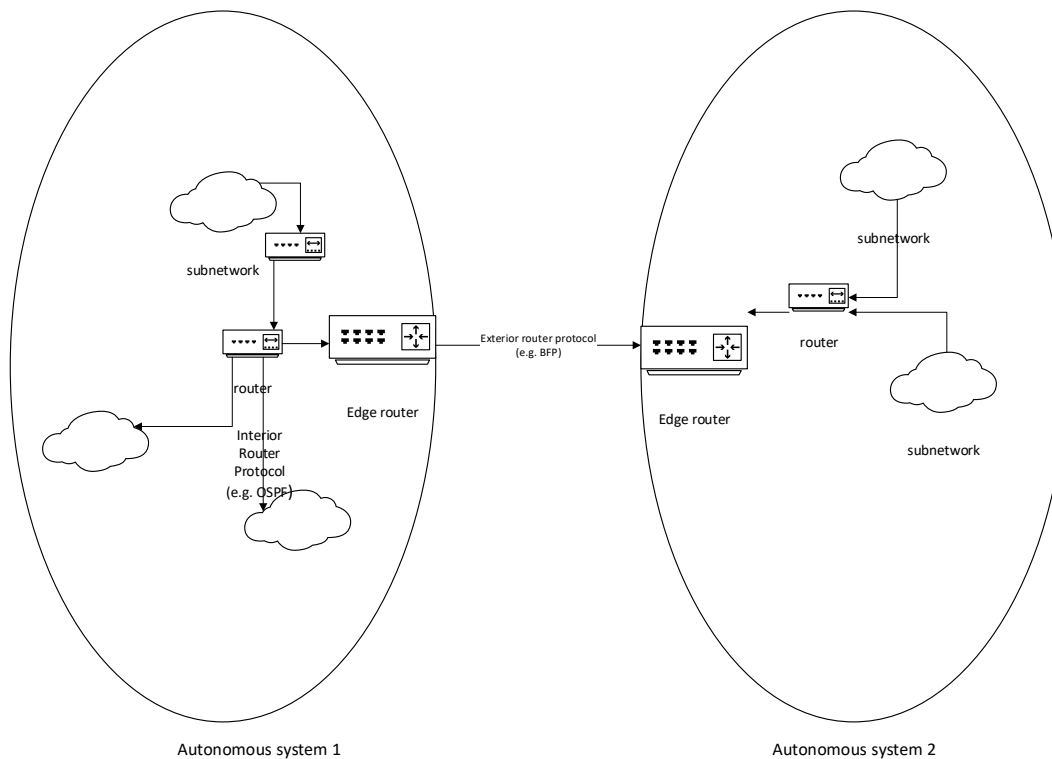 subnetwork
router
Interior
Router
Protocol
(e.g. OSPF)
Edge router
Exterior router protocol
(e.g. BFP)
subnetwork
router
Edge router
subnetwork
Autonomous system 1
Autonomous system 2